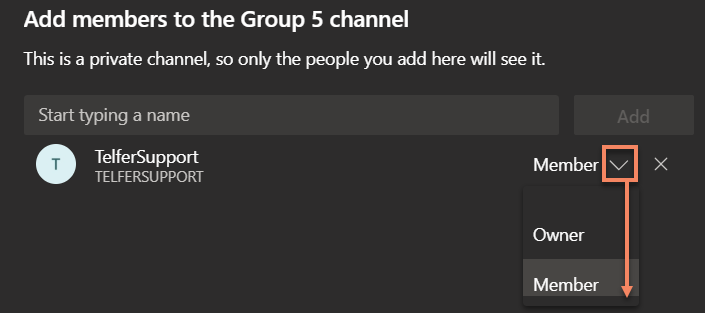 Add members to the Group 5 channel
This is a private channel, so only the people you add here will see it.
Start typing a name
Add
T
TelferSupport
Member
TELFERSUPPORT
Owner
Member